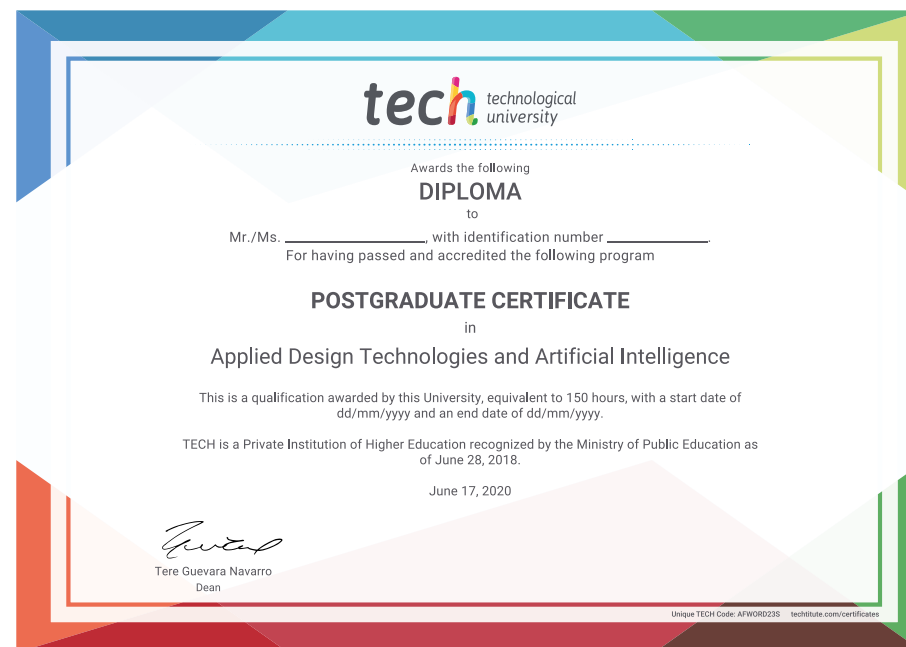 tech technological
university
Awards the following
DIPLOMA
to
Mr./Ms. ____________________, with identification number ______________.
For having passed and accredited the following program
POSTGRADUATE CERTIFICATE
in
Applied Design Technologies and Artificial Intelligence
This is a qualification awarded by this University, equivalent to 150 hours, with a start date of
dd/mm/yyyy and an end date of dd/mm/yyyy.
TECH is a Private Institution of Higher Education recognized by the Ministry of Public Education as
of June 28, 2018.
June 17, 2020
Tere Guevara Navarro
Dean
Unique TECH Code: AFWORD23S techtitute.com/certificates